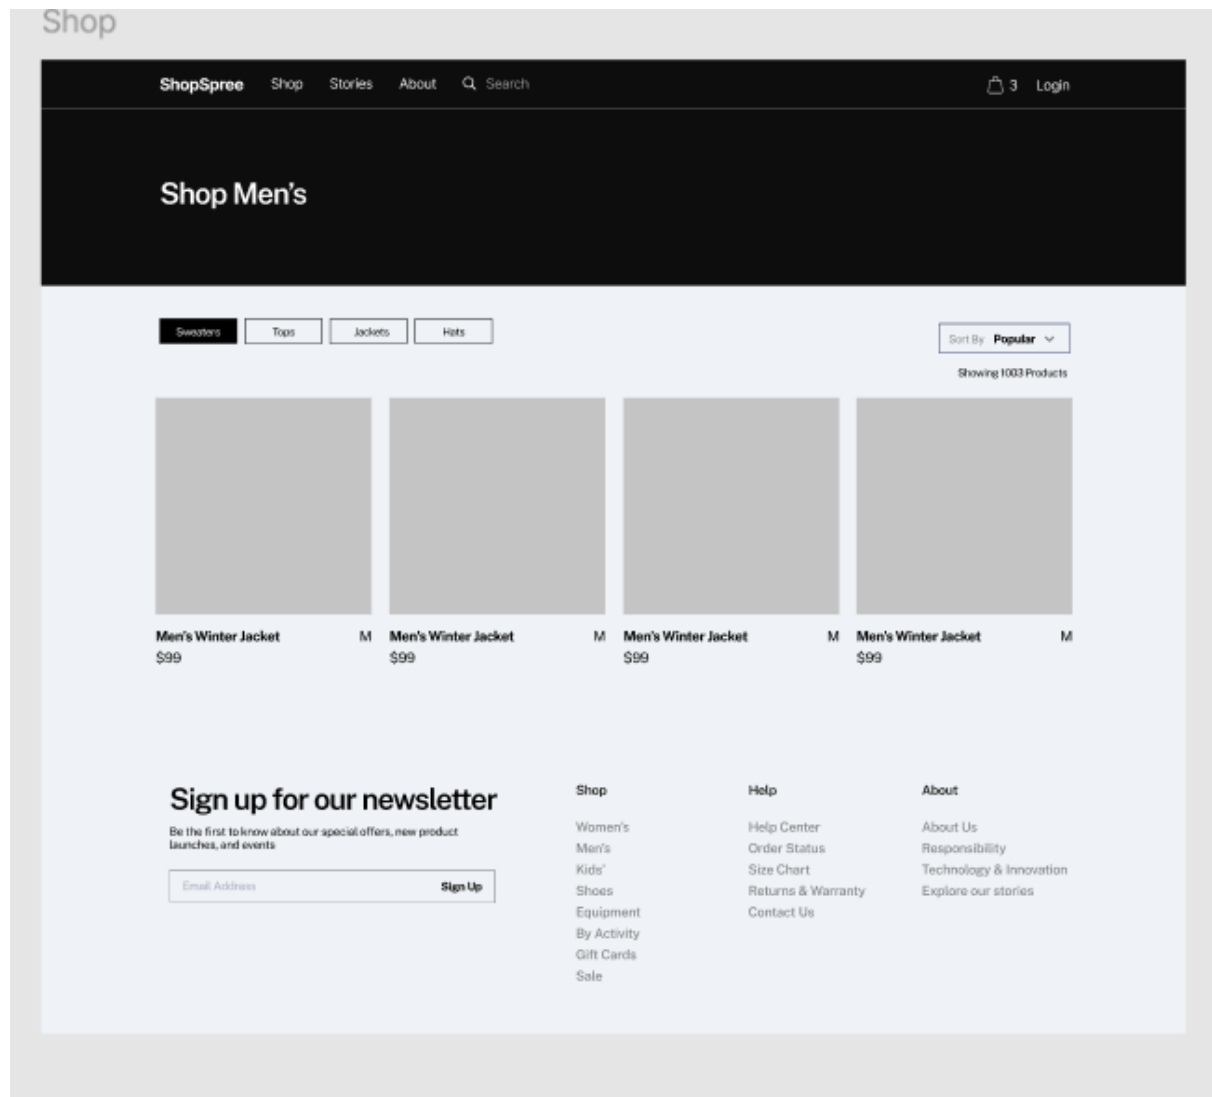 Shop
ShopSpree Shop Stories About Search 3 Login
Shop Men's
Sweaters Tops Jackets Hats
Sort By Popular
Showing 1003 Products
Men's Winter Jacket M Men's Winter Jacket M Men's Winter Jacket M Men's Winter Jacket M
$99 $99 $99 $99
Sign up for our newsletter
Be the first to know about our special offers, new product
launches, and events
Email Address Sign Up
Shop
Women's
Men's
Kids'
Shoes
Equipment
By Activity
Gift Cards
Sale
Help
Help Center
Order Status
Size Chart
Returns & Warranty
Contact Us
About
About Us
Responsibility
Technology & Innovation
Explore our stories